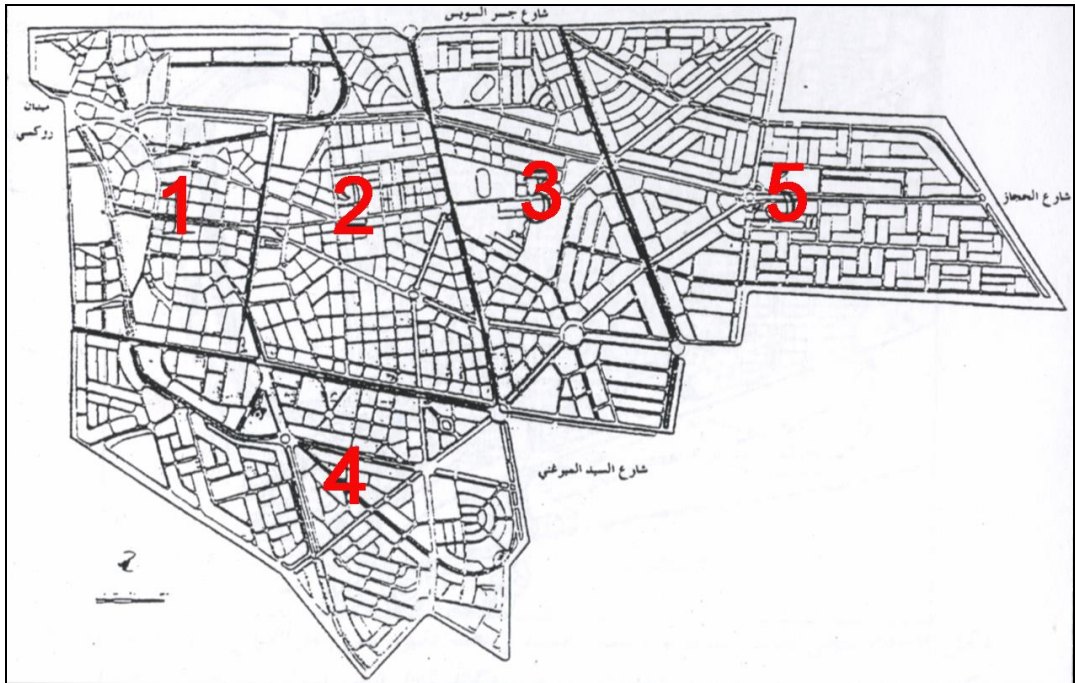 شارع جسر السويس
ميدان
روكسي
1
2
3
5
شارع الحجاز
4
شارع السيد الميرغني